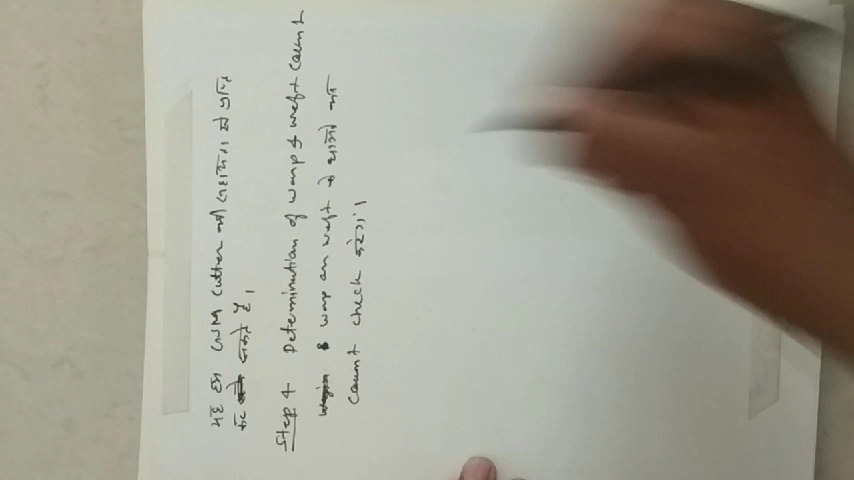 यह हम GSM Cutter की सहायता से प्राप्त
कर सकते है,
Step 4 Determination of warp & weft Count
warp an weft के धागो का
Count check करेगे।